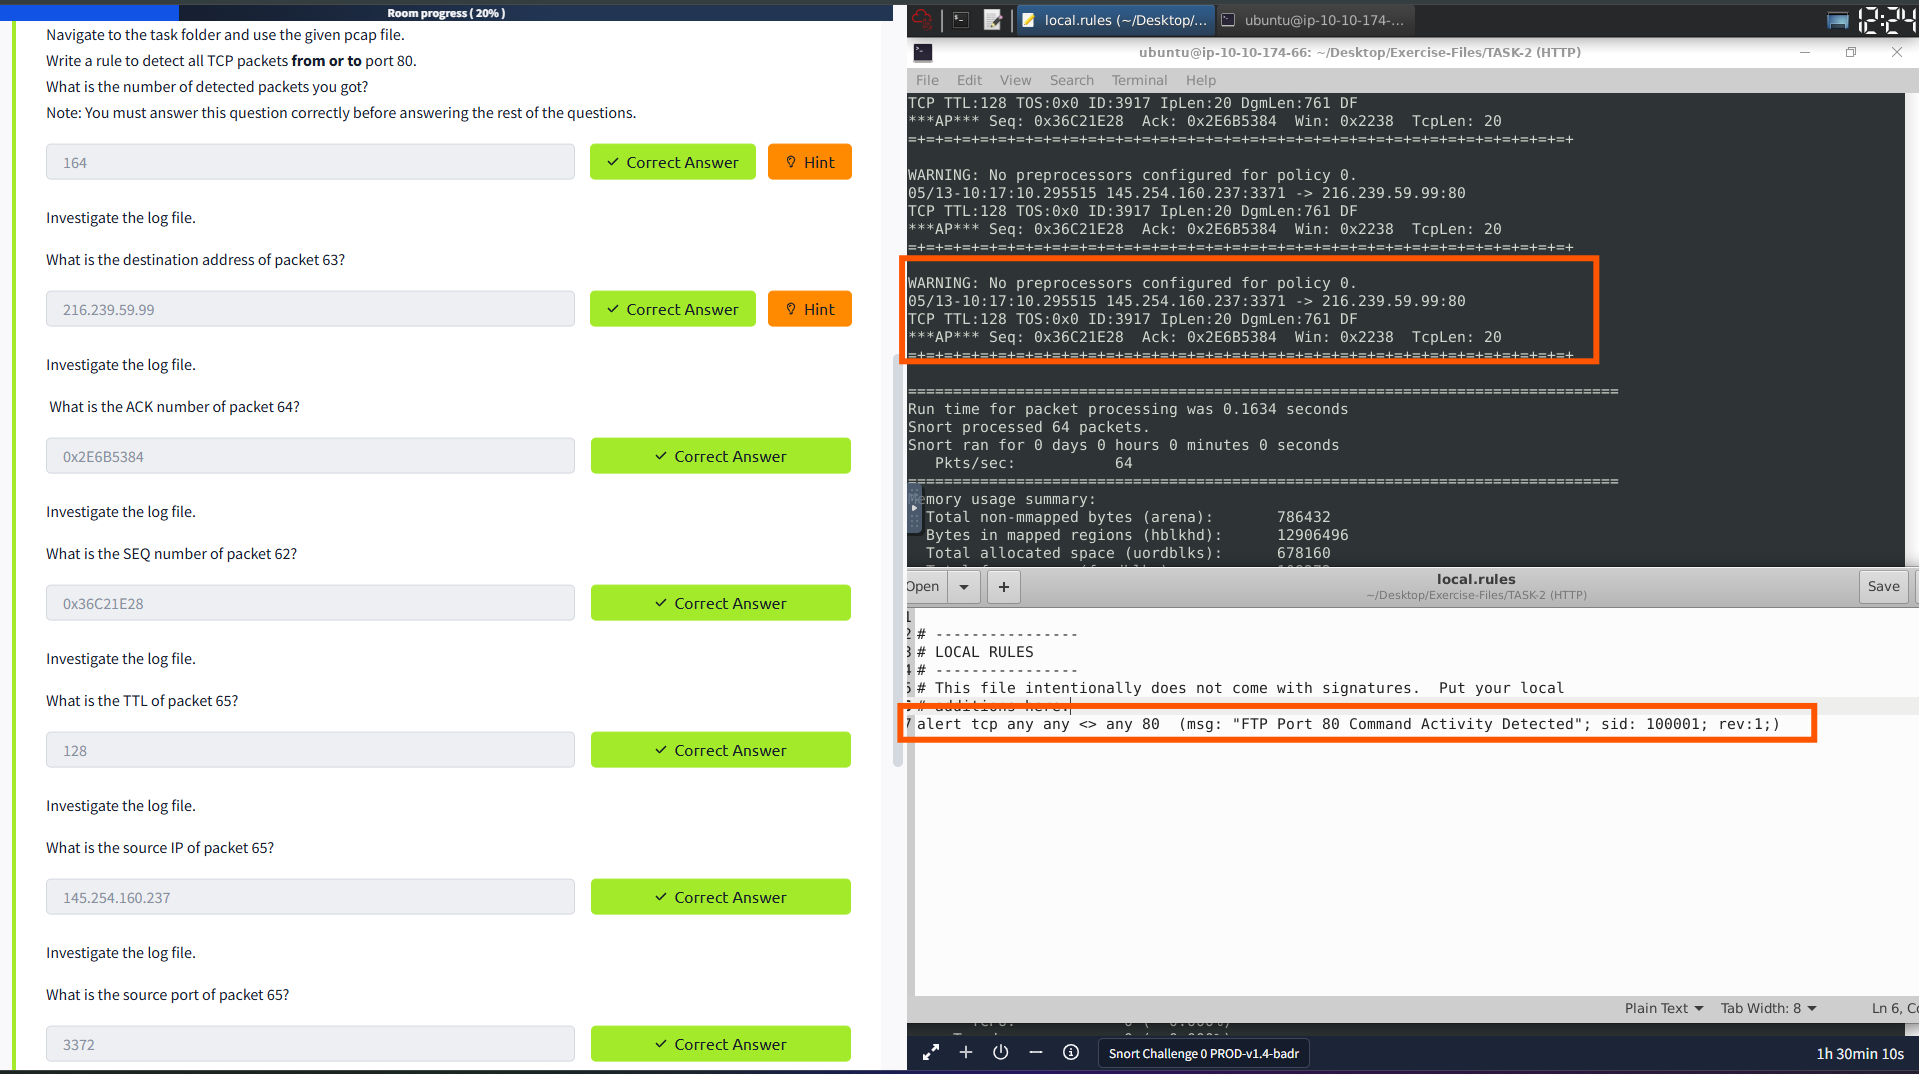 Room progress ( 20% )
Navigate to the task folder and use the given pcap file.
Write a rule to detect all TCP packets from or to port 80.
What is the number of detected packets you got?
Note: You must answer this question correctly before answering the rest of the questions.
164
Correct Answer
Hint
Investigate the log file.
What is the destination address of packet 63?
216.239.59.99
Correct Answer
Hint
Investigate the log file.
What is the ACK number of packet 64?
0x2E6B5384
Correct Answer
Investigate the log file.
What is the SEQ number of packet 62?
0x36C21E28
Correct Answer
Investigate the log file.
What is the TTL of packet 65?
128
Correct Answer
Investigate the log file.
What is the source IP of packet 65?
145.254.160.237
Correct Answer
Investigate the log file.
What is the source port of packet 65?
3372
Correct Answer
local.rules (~/Desktop/...
ubuntu@ip-10-10-174-...
12:24
ubuntu@ip-10-10-174-66: ~/Desktop/Exercise-Files/TASK-2 (HTTP)
File Edit View Search Terminal Help
TCP TTL:128 TOS:0x0 ID:3917 IpLen:20 DgmLen:761 DF
***AP*** Seq: 0x36C21E28  Ack: 0x2E6B5384  Win: 0x2238  TcpLen: 20
=+=+=+=+=+=+=+=+=+=+=+=+=+=+=+=+=+=+=+=+=+=+=+=+=+=+=+=+=+=+=+=+=+=+=+=+=+
WARNING: No preprocessors configured for policy 0.
05/13-10:17:10.295515 145.254.160.237:3371 -> 216.239.59.99:80
TCP TTL:128 TOS:0x0 ID:3917 IpLen:20 DgmLen:761 DF
***AP*** Seq: 0x36C21E28  Ack: 0x2E6B5384  Win: 0x2238  TcpLen: 20
=+=+=+=+=+=+=+=+=+=+=+=+=+=+=+=+=+=+=+=+=+=+=+=+=+=+=+=+=+=+=+=+=+=+=+=+=+
WARNING: No preprocessors configured for policy 0.
05/13-10:17:10.295515 145.254.160.237:3371 -> 216.239.59.99:80
TCP TTL:128 TOS:0x0 ID:3917 IpLen:20 DgmLen:761 DF
***AP*** Seq: 0x36C21E28  Ack: 0x2E6B5384  Win: 0x2238  TcpLen: 20
=+=+=+=+=+=+=+=+=+=+=+=+=+=+=+=+=+=+=+=+=+=+=+=+=+=+=+=+=+=+=+=+=+=+=+=+=+
===============================================================================
Run time for packet processing was 0.1634 seconds
Snort processed 64 packets.
Snort ran for 0 days 0 hours 0 minutes 0 seconds
Pkts/sec: 64
===============================================================================
emory usage summary:
Total non-mmapped bytes (arena): 786432
Bytes in mapped regions (hblkhd): 12906496
Total allocated space (uordblks): 678160
Open
local.rules
~/Desktop/Exercise-Files/TASK-2 (HTTP)
Save
1
2 # ----------------
3 # LOCAL RULES
4 # ----------------
5 # This file intentionally does not come with signatures.  Put your local
# additions here.
7 alert tcp any any <> any 80  (msg: "FTP Port 80 Command Activity Detected"; sid: 100001; rev:1;)
Plain Text
Tab Width: 8
Ln 6, Co
Snort Challenge 0 PROD-v1.4-badr
1h 30min 10s